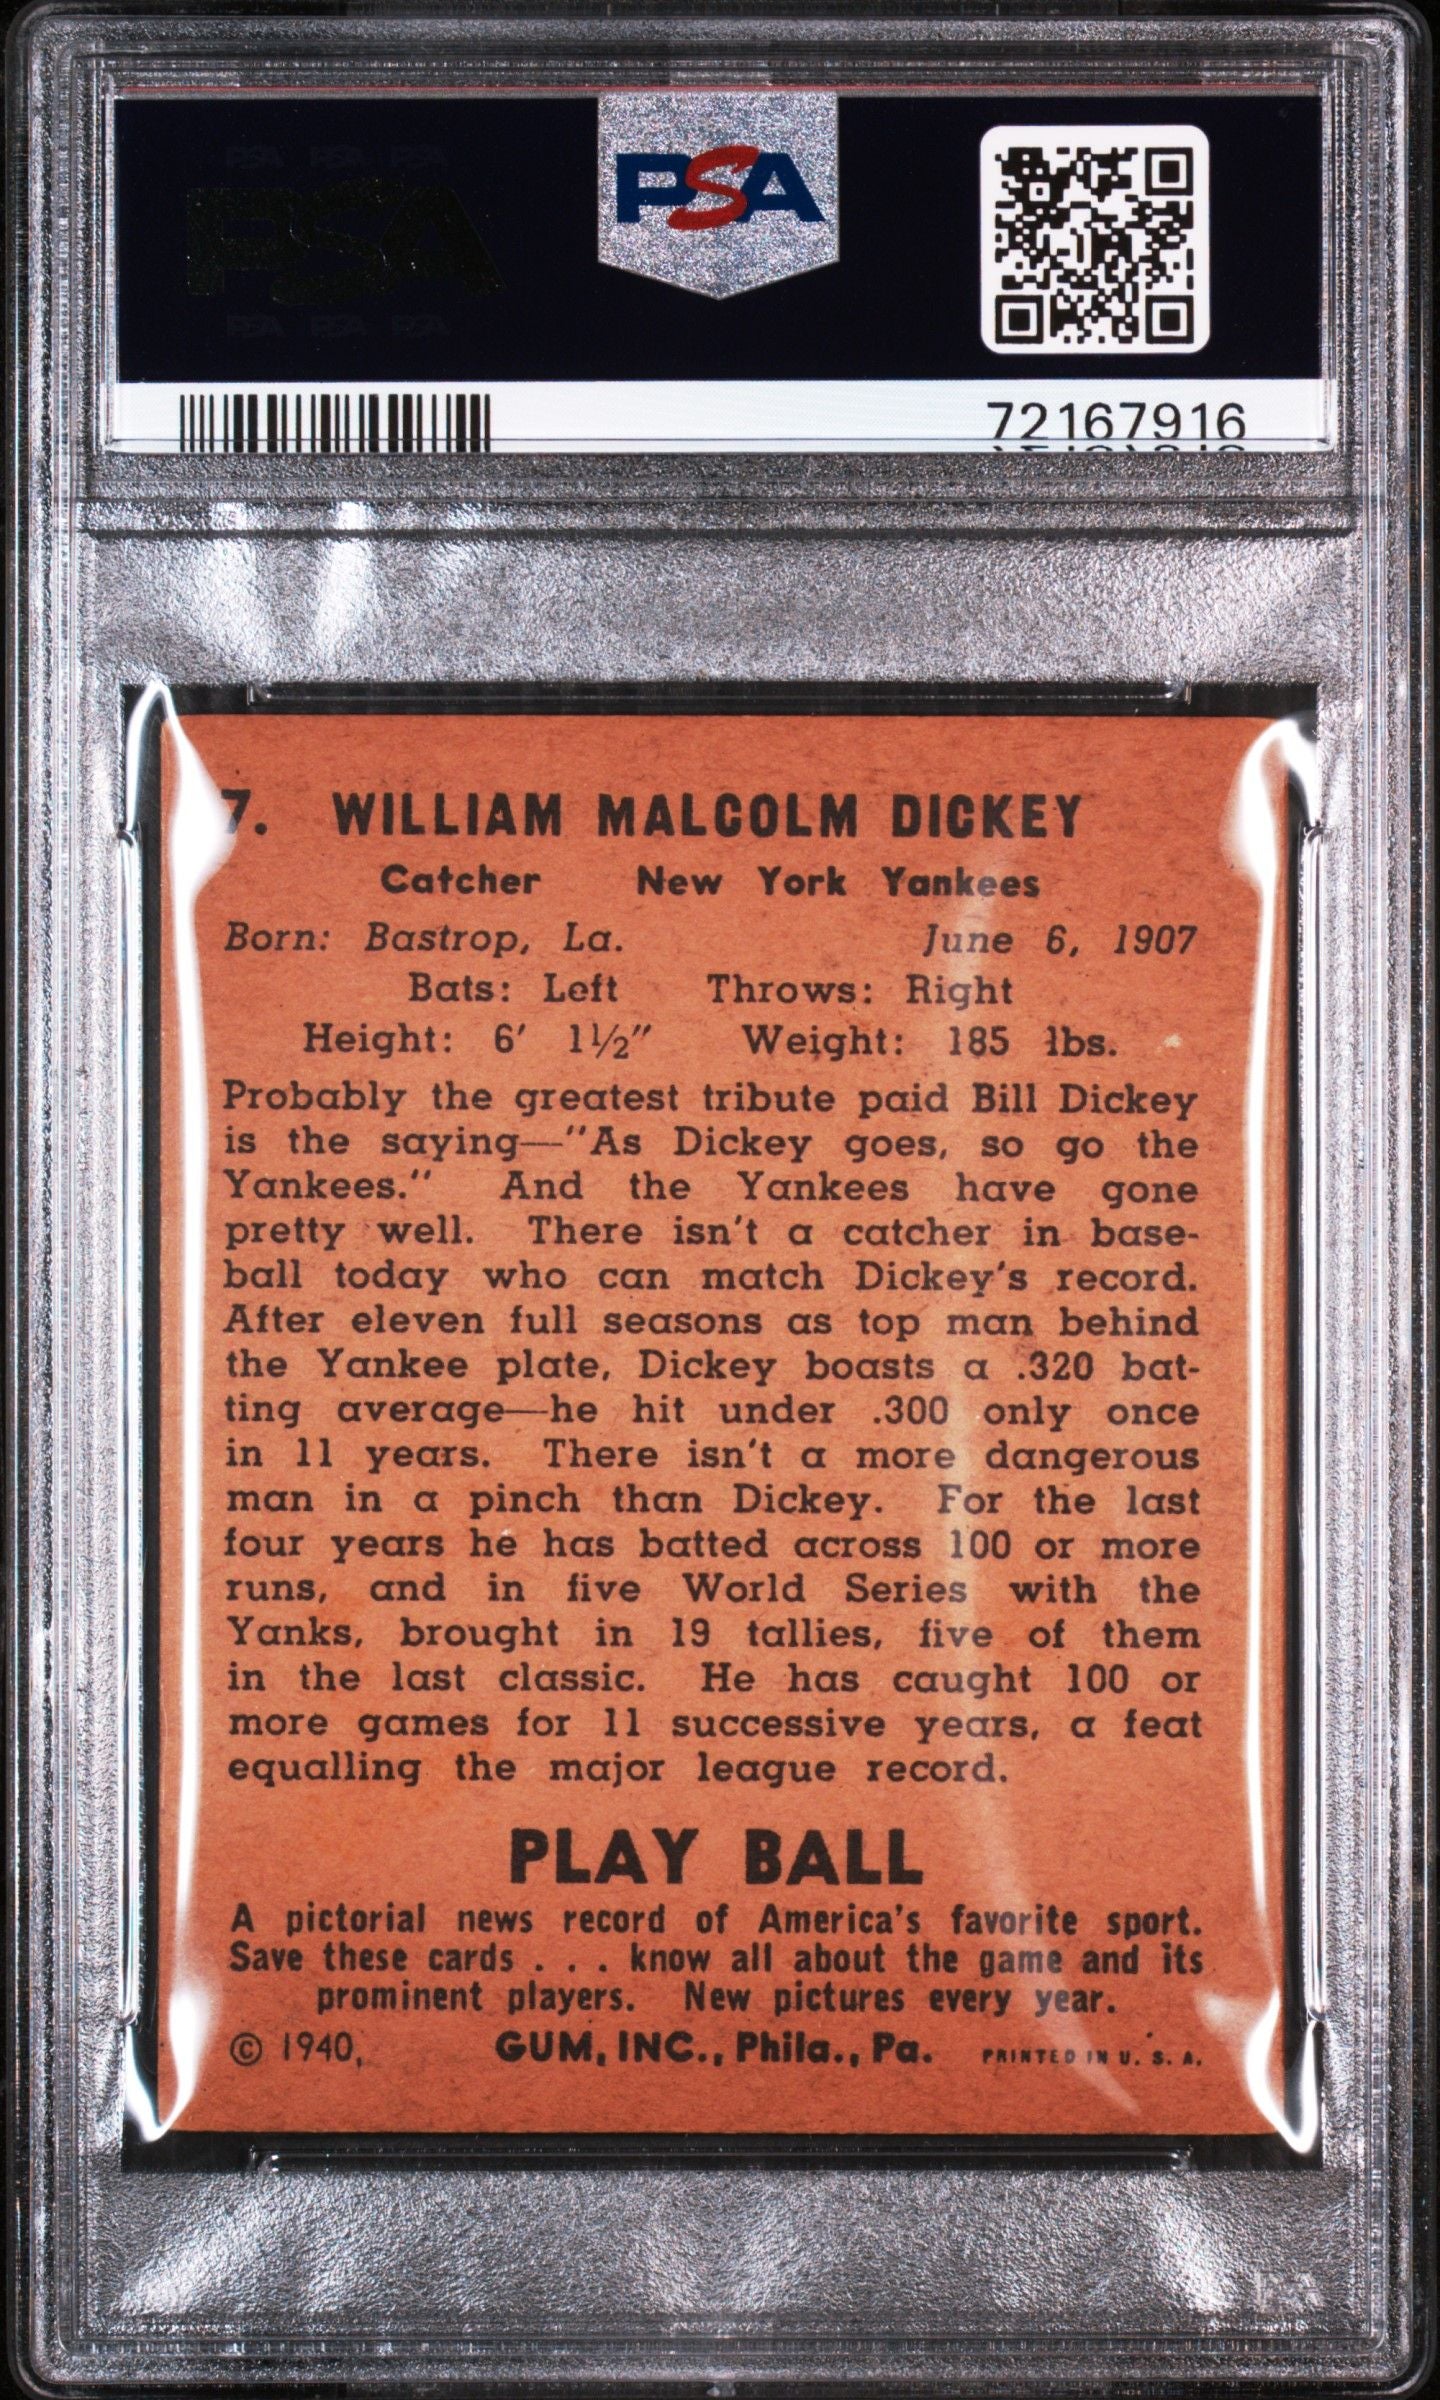 PSA PSA PSA
PSA
PSA PSA PSA
PSA
72167916
7. WILLIAM MALCOLM DICKEY
Catcher New York Yankees
Born: Bastrop, La. June 6, 1907
Bats: Left Throws: Right
Height: 6' 1½" Weight: 185 lbs.
Probably the greatest tribute paid Bill Dickey
is the saying—"As Dickey goes, so go the
Yankees." And the Yankees have gone
pretty well. There isn't a catcher in base-
ball today who can match Dickey's record.
After eleven full seasons as top man behind
the Yankee plate, Dickey boasts a .320 bat-
ting average—he hit under .300 only once
in 11 years. There isn't a more dangerous
man in a pinch than Dickey. For the last
four years he has batted across 100 or more
runs, and in five World Series with the
Yanks, brought in 19 tallies, five of them
in the last classic. He has caught 100 or
more games for 11 successive years, a feat
equalling the major league record.
PLAY BALL
A pictorial news record of America's favorite sport.
Save these cards . . . know all about the game and its
prominent players. New pictures every year.
© 1940, GUM, INC., Phila., Pa. PRINTED IN U. S. A.
PSA